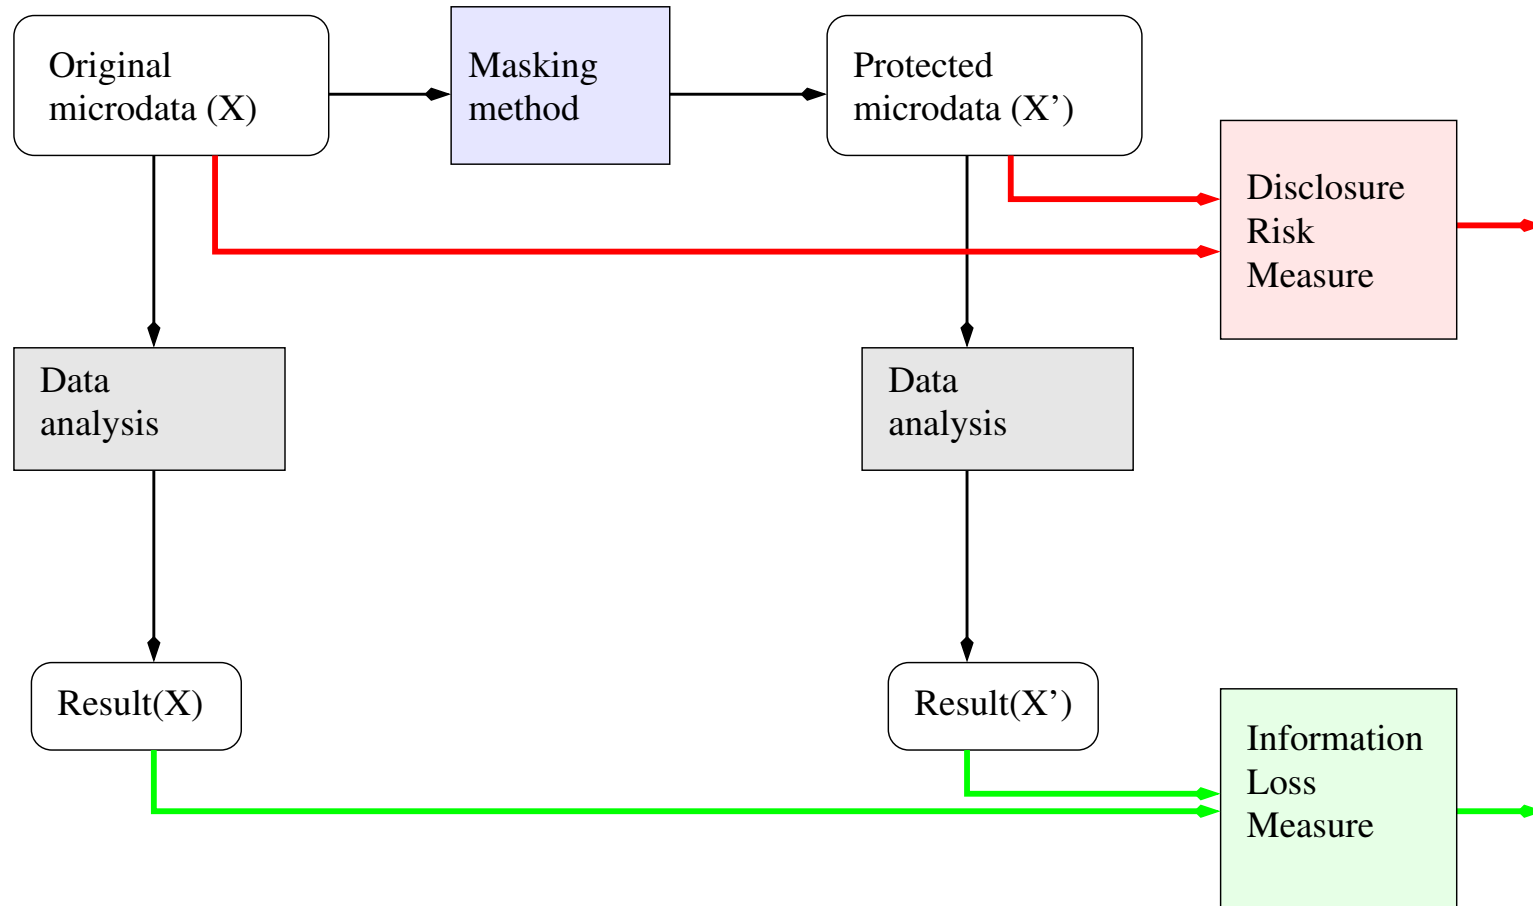 Original
microdata (X)
Masking
method
Protected
microdata (X’)
Disclosure
Risk
Measure
Data
analysis
Data
analysis
Result(X)
Result(X’)
Information
Loss
Measure